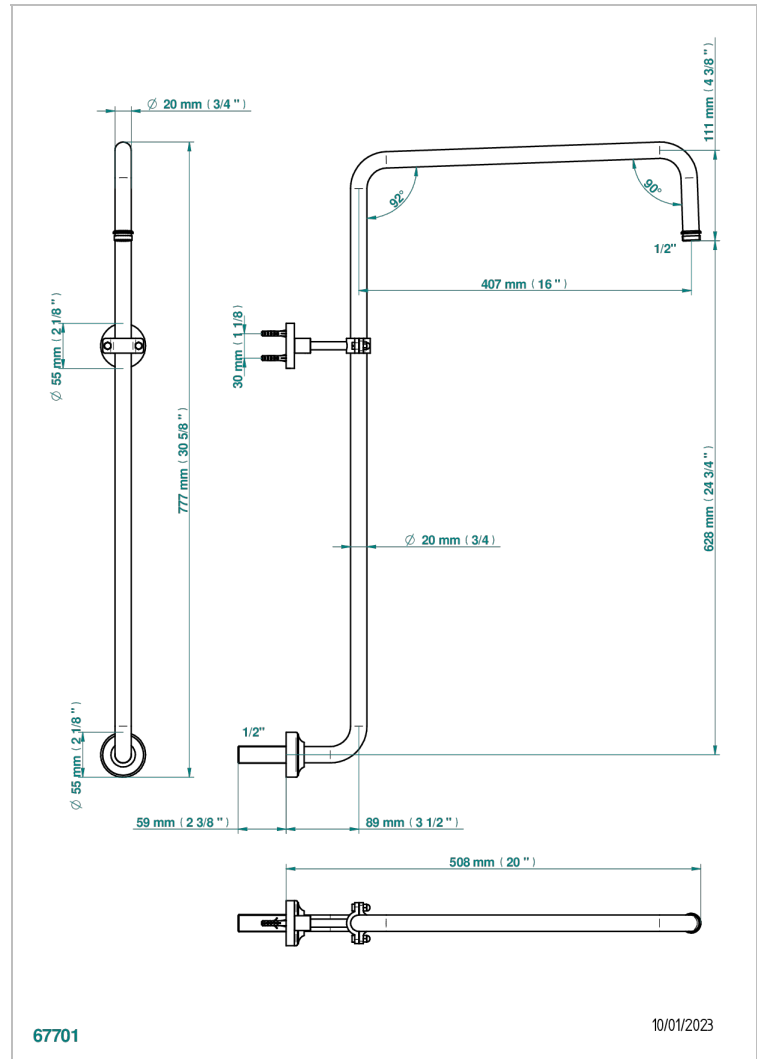 ∅ 20 mm ( 3/4 " )
111 mm ( 4 3/8" )
92°
90°
1/2"
407 mm ( 16 " )
∅ 55 mm ( 2 1/8 " )
30 mm ( 1 1/8)
777 mm ( 30 5/8" )
628 mm ( 24 3/4 " )
∅ 20 mm ( 3/4)
∅ 55 mm ( 2 1/8 " )
1/2"
59 mm ( 2 3/8" )
89 mm ( 3 1/2" )
508 mm ( 20 " )
67701
10/01/2023